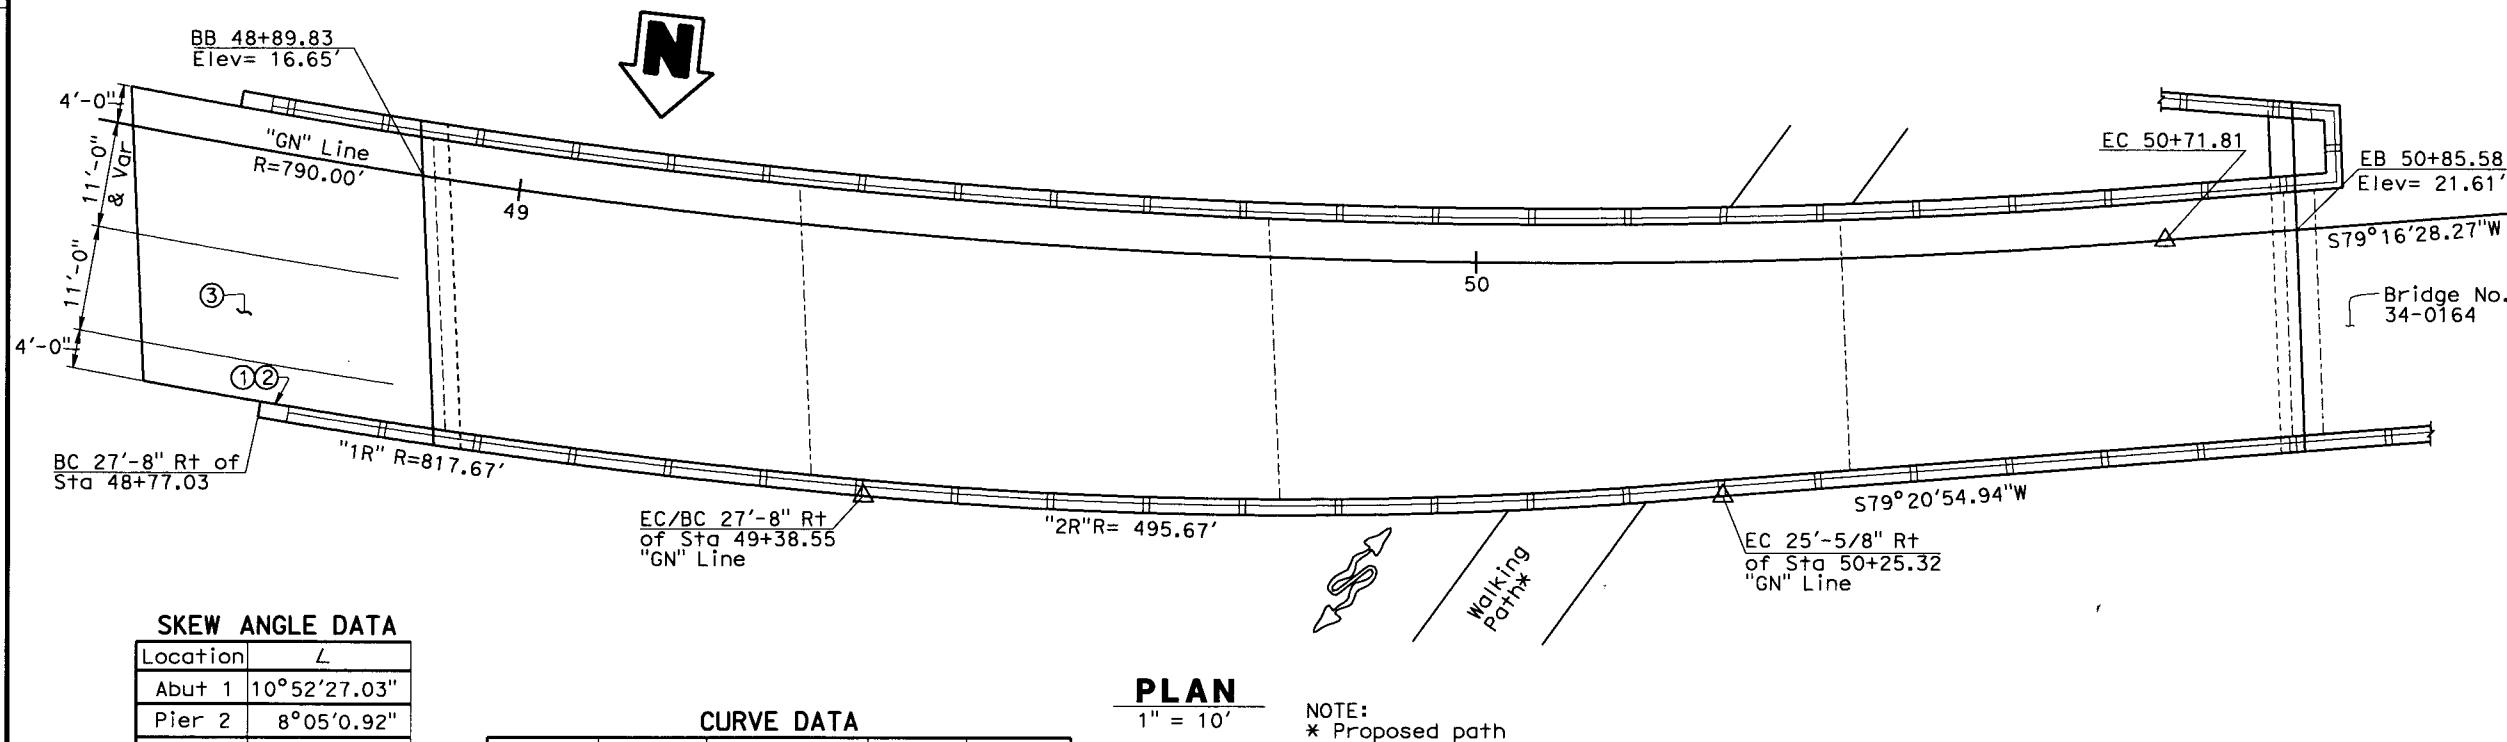 BB 48+89.83
Elev= 16.65'
N
4'-0"
11'-0"
& Var
11'-0"
4'-0"
"GN" Line
R=790.00'
49
50
EC 50+71.81
EB 50+85.58
Elev= 21.61'
S79°16'28.27"W
Bridge No.
34-0164
3
1 2
BC 27'-8" Rt of
Sta 48+77.03
"1R" R=817.67'
EC/BC 27'-8" Rt
of Sta 49+38.55
"GN" Line
"2R"R= 495.67'
Walking
Path*
S79°20'54.94"W
EC 25'-5/8" Rt
of Sta 50+25.32
"GN" Line
SKEW ANGLE DATA
Location ∠
Abut 1 10°52'27.03"
Pier 2 8°05'0.92"
CURVE DATA
PLAN
1" = 10'
NOTE:
* Proposed path